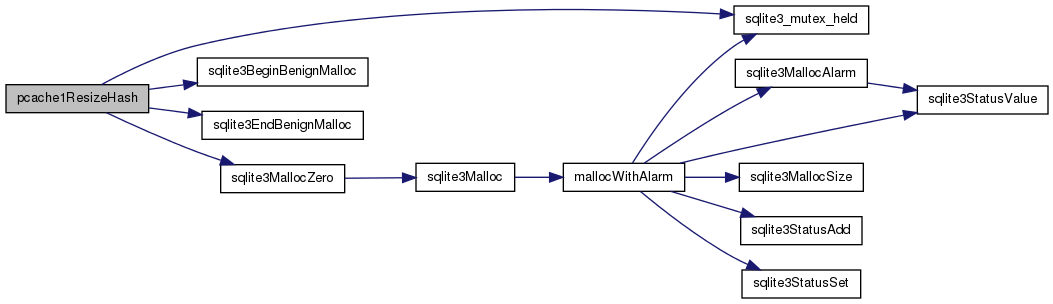 sqlite3_mutex_held
sqlite3BeginBenignMalloc
sqlite3MallocAlarm
pcache1ResizeHash
sqlite3StatusValue
sqlite3EndBenignMalloc
sqlite3MallocZero
sqlite3Malloc
mallocWithAlarm
sqlite3MallocSize
sqlite3StatusAdd
sqlite3StatusSet